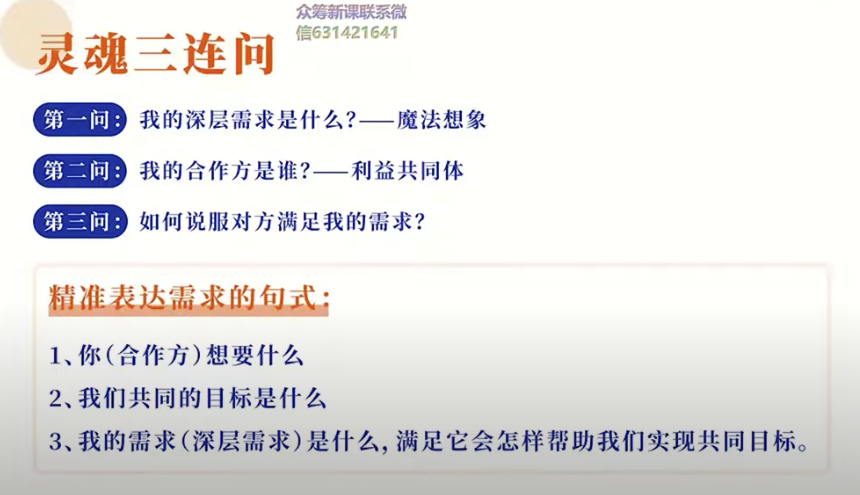 众筹新课联系微
信631421641
灵魂三连问
第一问：我的深层需求是什么？——魔法想象
第二问：我的合作方是谁？——利益共同体
第三问：如何说服对方满足我的需求？
精准表达需求的句式：
1、你（合作方）想要什么
2、我们共同的目标是什么
3、我的需求（深层需求）是什么，满足它会怎样帮助我们实现共同目标。